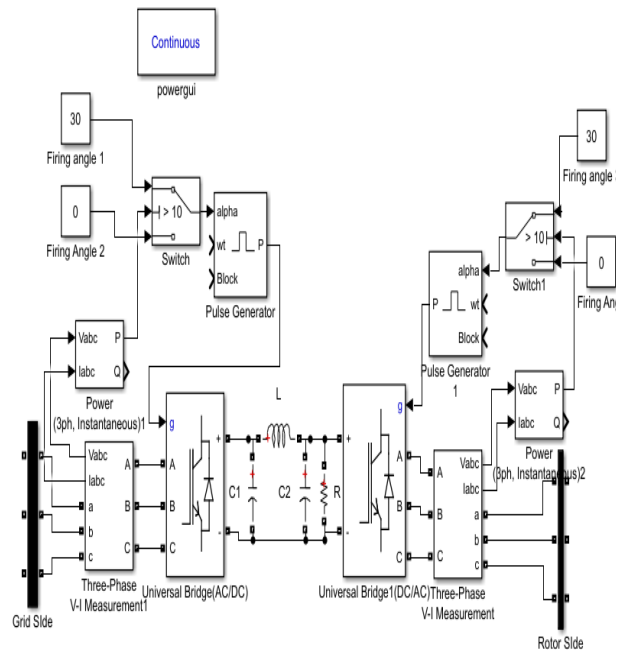 Continuous
powergui
30
Firing angle 1
0
Firing Angle 2
> 10
Switch
alpha
wt
Block
P
Pulse Generator
30
Firing angle
> 10
Switch1
0
Firing An
alpha
P
wt
Block
Pulse Generator
1
Vabc
Iabc
P
Q
Power
(3ph, Instantaneous)1
Vabc
Iabc
P
Q
Power
(3ph, Instantaneous)2
Vabc
Iabc
a
b
c
A
B
C
Three-Phase
V-I Measurement1
Grid SIde
g
A
B
C
+
-
Universal Bridge(AC/DC)
L
C1
C2
R
g
+
-
A
B
C
Universal Bridge1(DC/AC)
A
B
C
Vabc
Iabc
a
b
c
Three-Phase
V-I Measurement
Rotor SIde